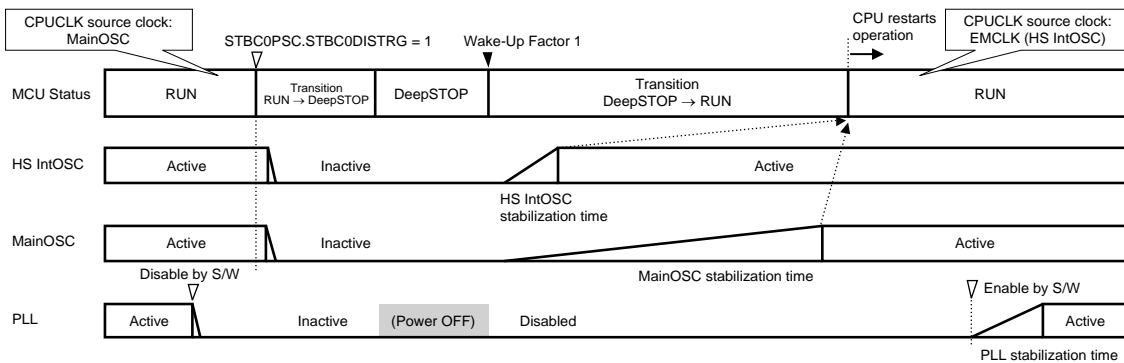 CPUCLK source clock:
MainOSC
STBC0PSC.STBC0DISTRG = 1
Wake-Up Factor 1
CPU restarts
operation
CPUCLK source clock:
EMCLK (HS IntOSC)
MCU Status
RUN
Transition
RUN → DeepSTOP
DeepSTOP
Transition
DeepSTOP → RUN
RUN
HS IntOSC
Active
Inactive
Active
HS IntOSC
stabilization time
MainOSC
Active
Inactive
Active
Disable by S/W
MainOSC stabilization time
Enable by S/W
PLL
Active
Inactive
(Power OFF)
Disabled
Active
PLL stabilization time